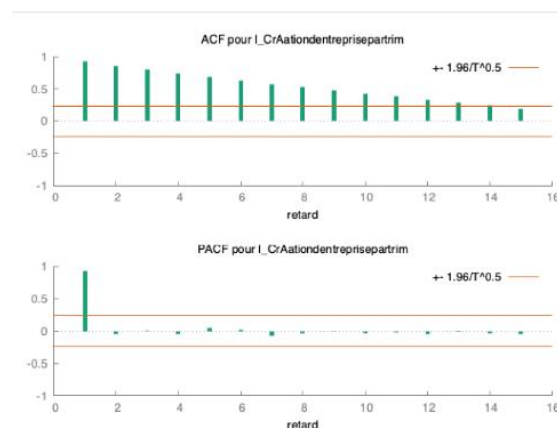 ACF pour l_CrAationdentreprisepartrim
+- 1.96/T^0.5
1
0.5
0
-0.5
-1
0 2 4 6 8 10 12 14 16
retard
PACF pour l_CrAationdentreprisepartrim
+- 1.96/T^0.5
1
0.5
0
-0.5
-1
0 2 4 6 8 10 12 14 16
retard